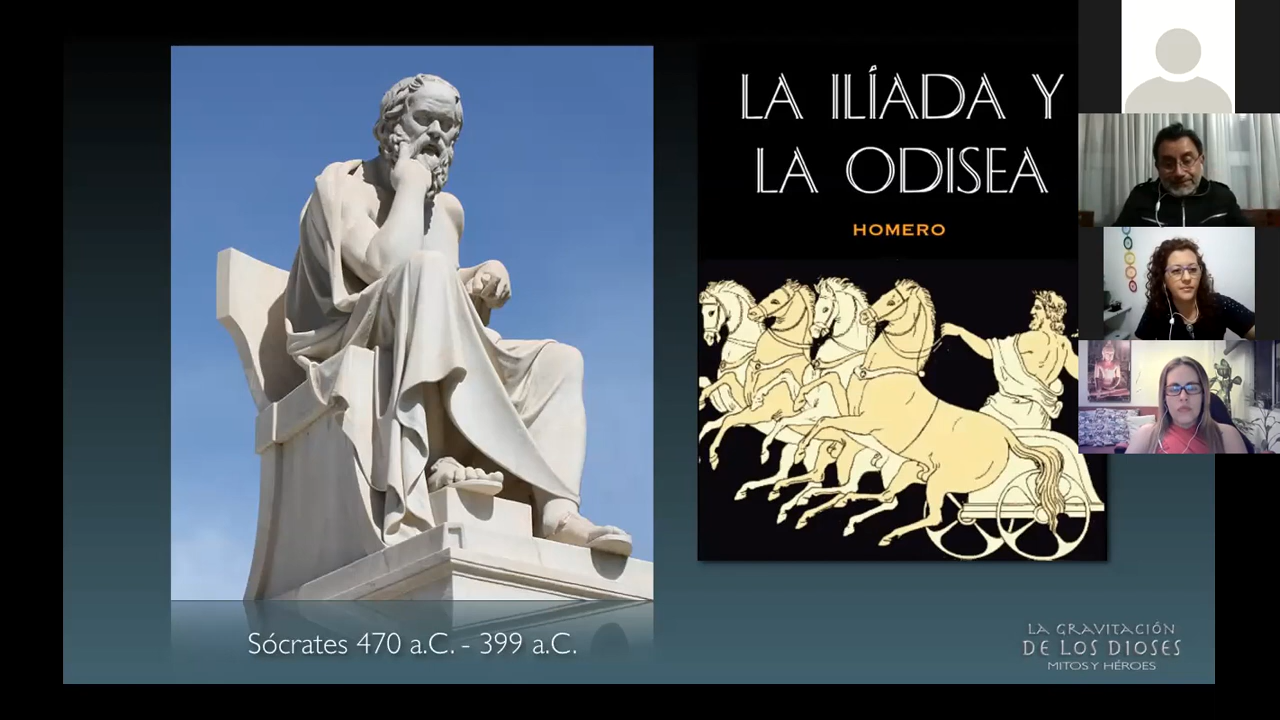 LA ILÍADA Y
LA ODISEA
HOMERO
Sócrates 470 a.C. - 399 a.C.
LA GRAVITACIÓN
DE LOS DIOSES
MITOS Y HÉROES